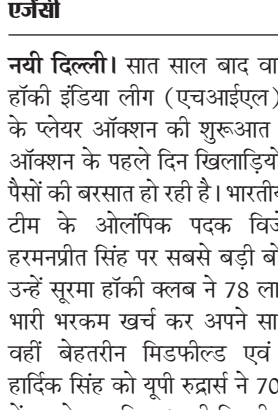 एजेंसी
नयी दिल्ली। सात साल बाद
हॉकी इंडिया लीग (एचआईएल)
के प्लेयर ऑक्शन की शुरूआत
ऑक्शन के पहले दिन
पैसों की बरसात हो रही है।
टीम के ओलंपिक पदक
हरमनप्रीत सिंह पर सबसे बड़ी
उन्हें सूरमा हॉकी क्लब ने 78
भारी भरकम खर्च कर अपने
वहीं बेहतरीन मिडफील्ड एवं
हार्दिक सिंह को यूपी रुद्रार्स ने 70